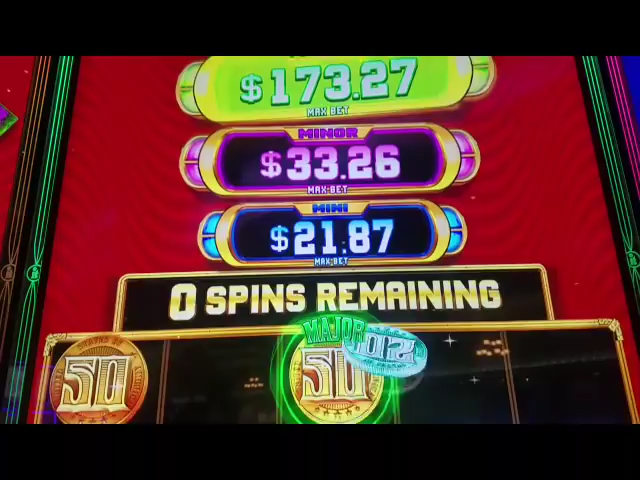 $173.27
MAX BET
MINOR
$33.26
MAX BET
MINI
$21.87
MAX BET
0 SPINS REMAINING
MAJOR
50
50